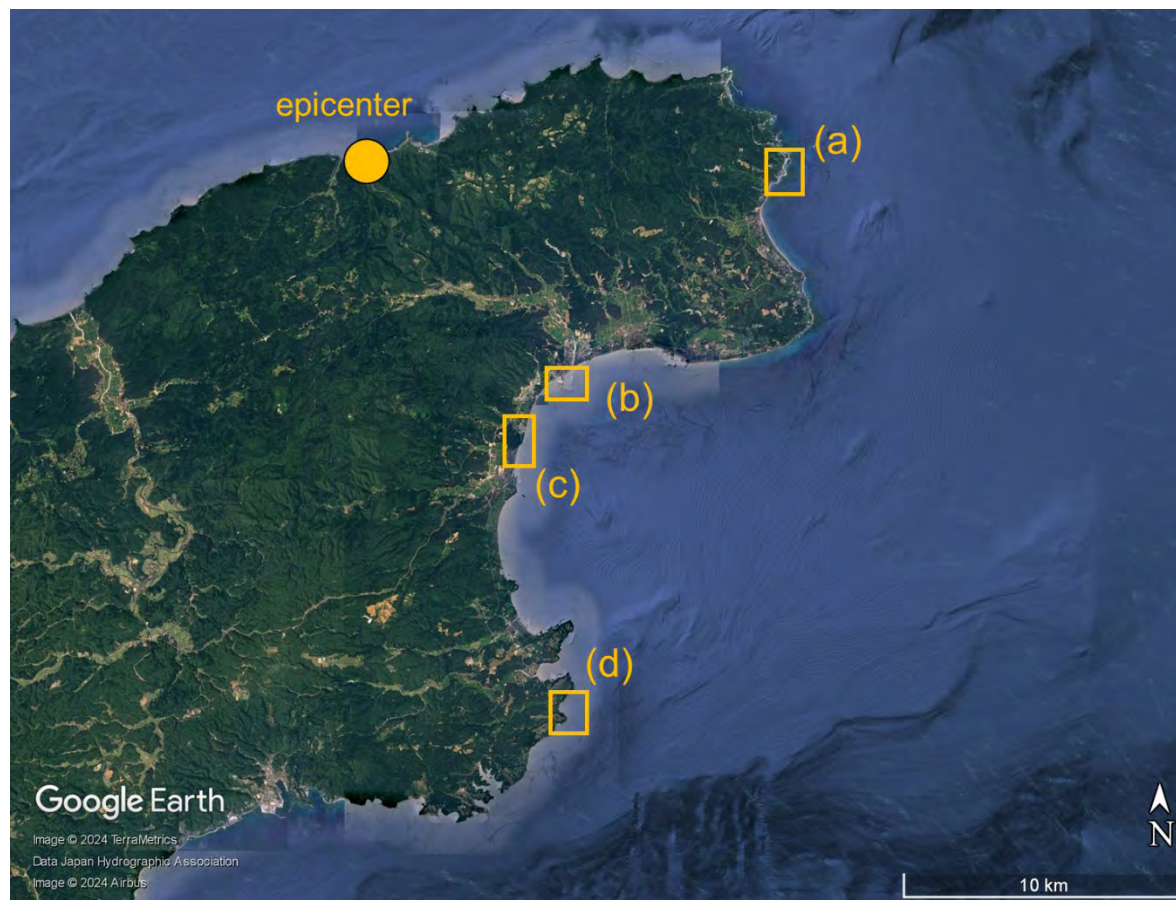 epicenter
(a)
(b)
(c)
(d)
Google Earth
Image © 2024 TerraMetrics
Data Japan Hydrographic Association
Image © 2024 Airbus
N
10 km